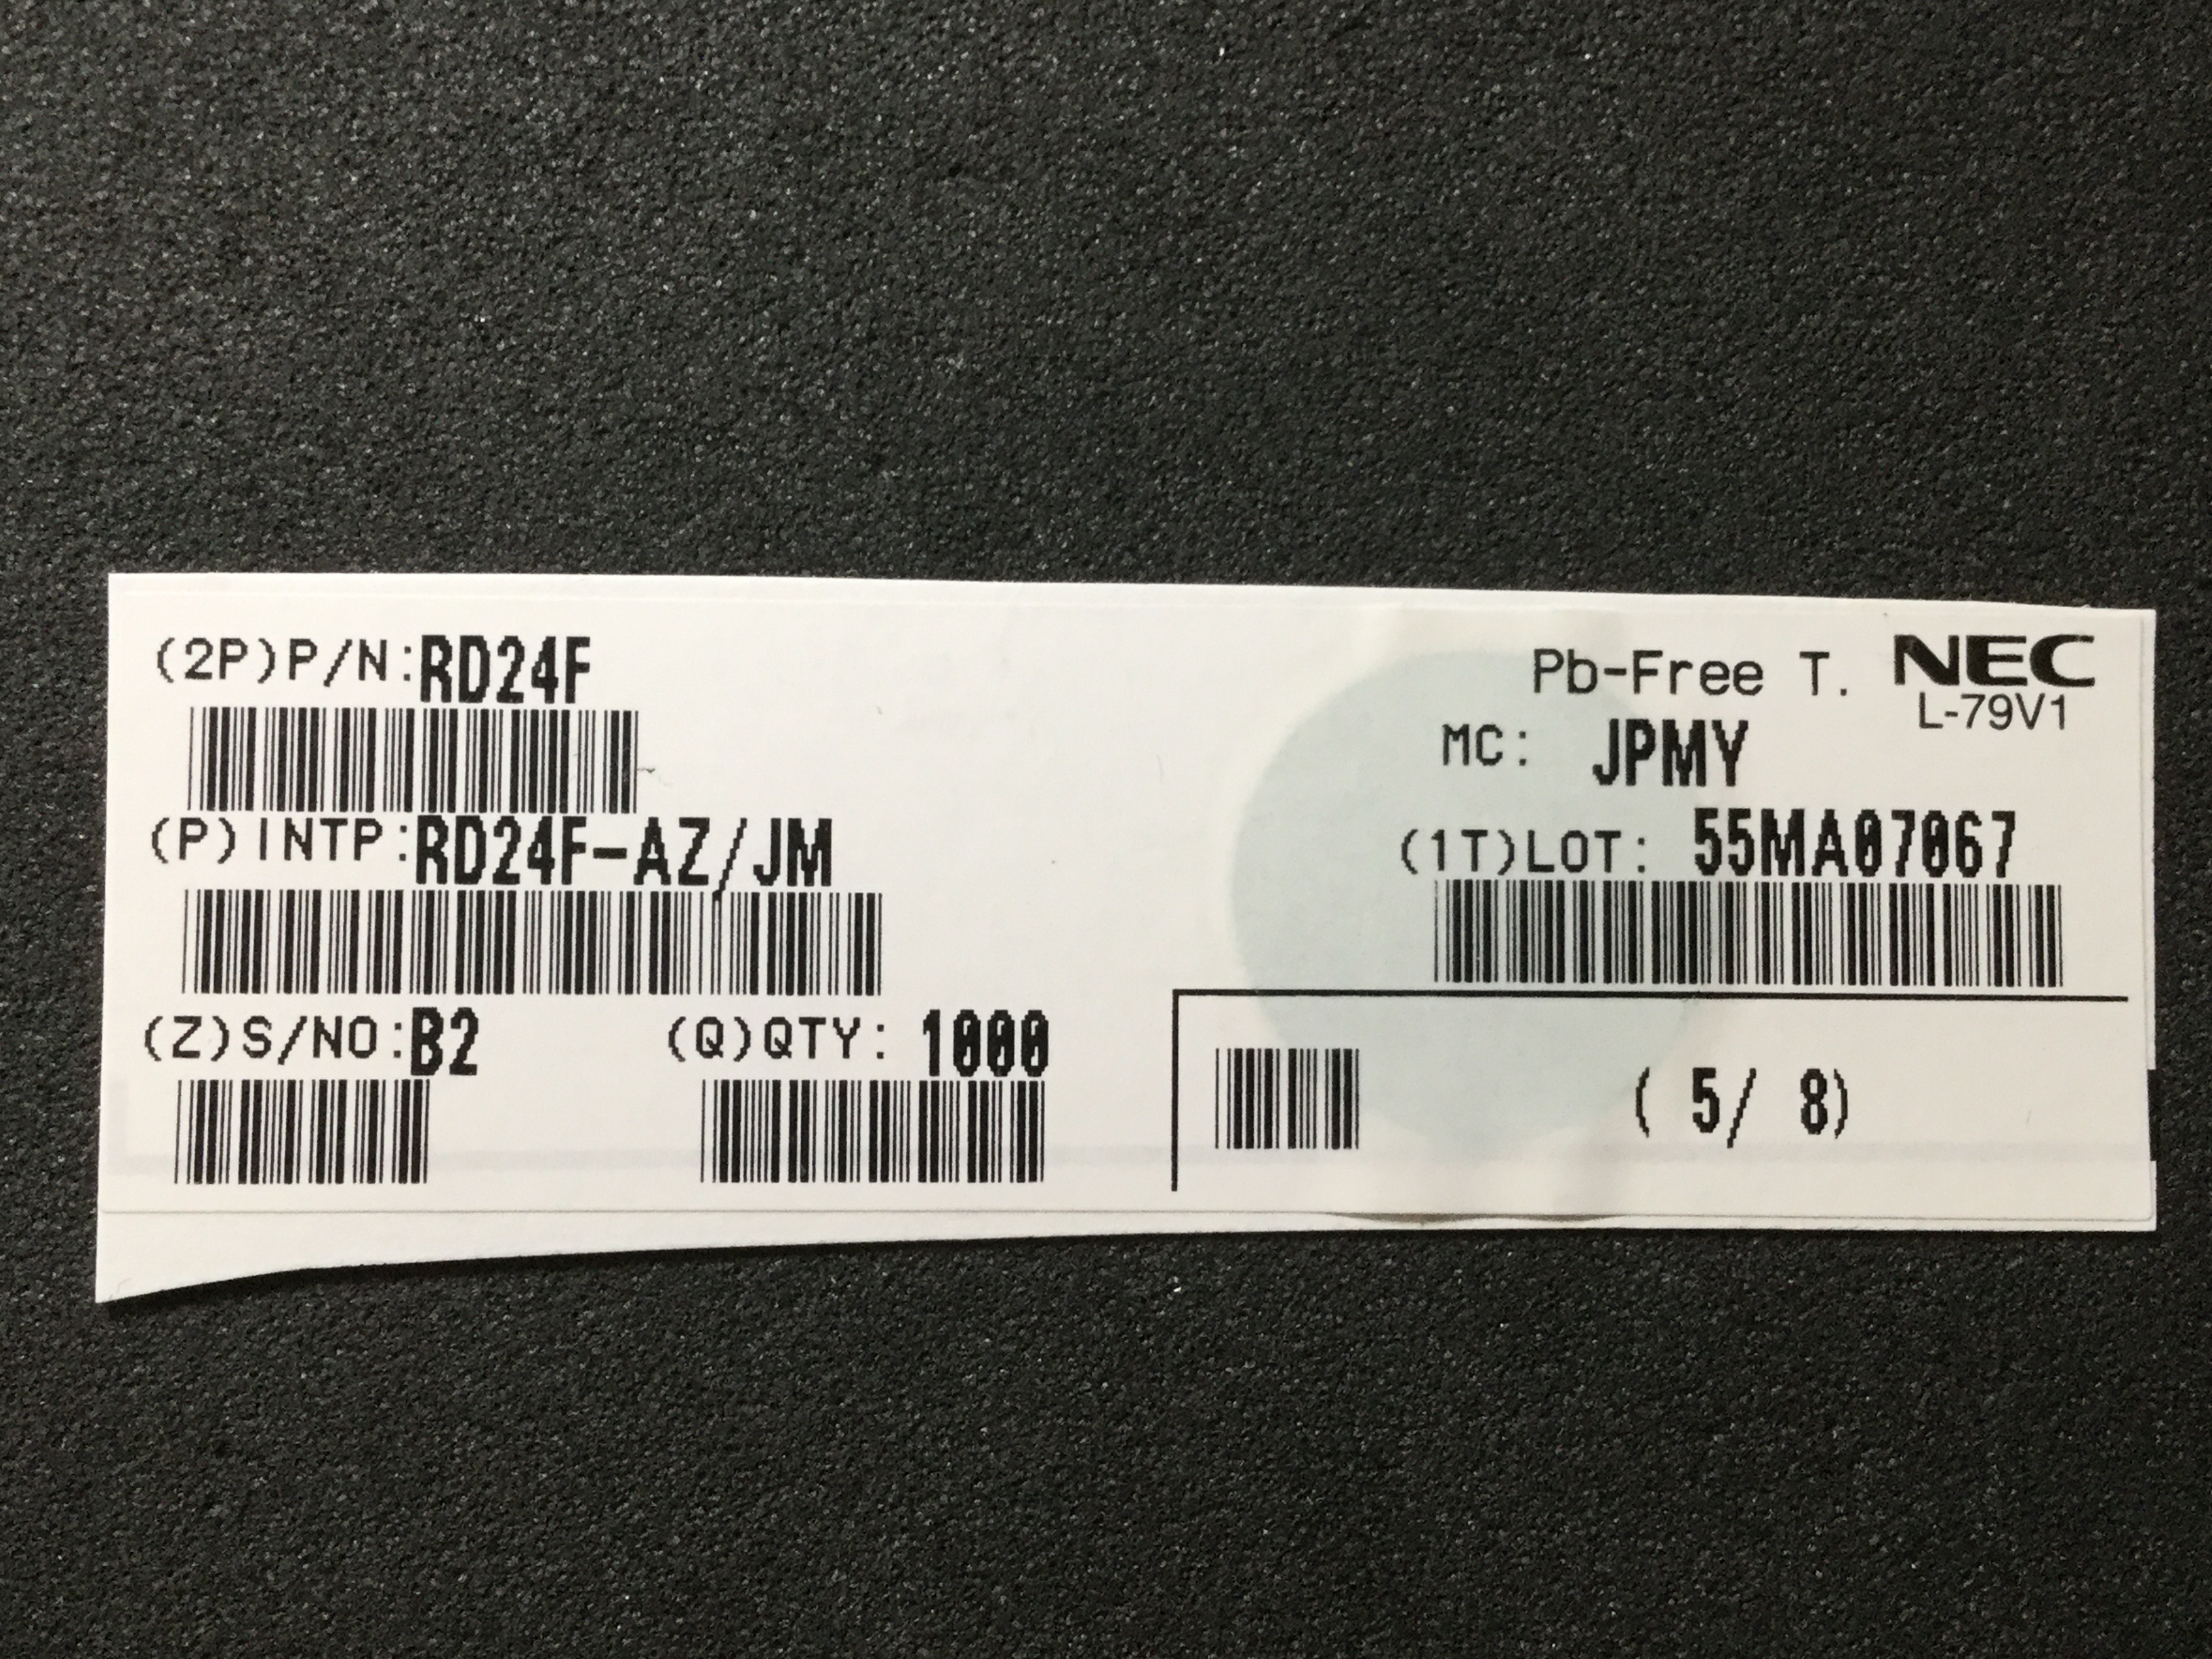 (2P)P/N:RD24F
Pb-Free T. NEC
L-79V1
MC: JPMY
(P)INTP:RD24F-AZ/JM
(1T)LOT: 55MA07067
(Z)S/NO:B2 (Q)QTY: 1000
( 5/ 8)